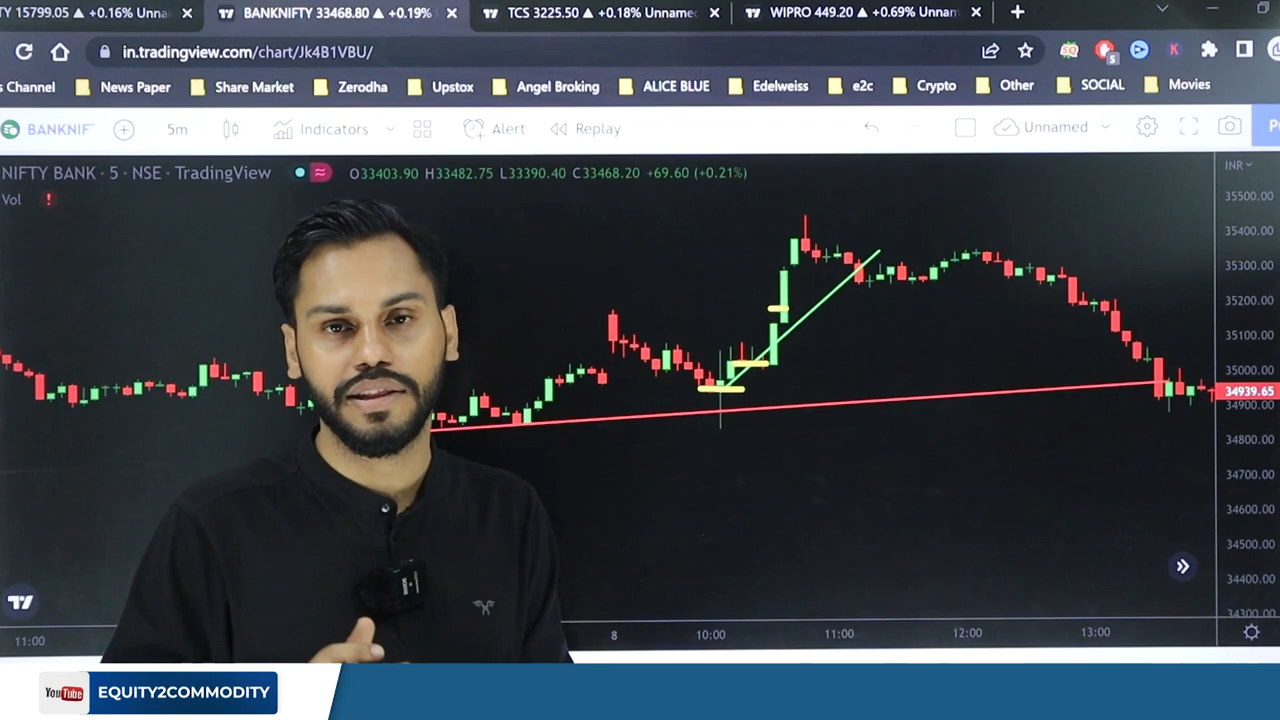 TY 15799.05 ▲ +0.16% Unna
BANKNIFTY 33468.80 ▲ +0.19%
TCS 3225.50 ▲ +0.18% Unname
WIPRO 449.20 ▲ +0.69% Unnam
in.tradingview.com/chart/Jk4B1VBU/
SQ
5
K
s Channel
News Paper
Share Market
Zerodha
Upstox
Angel Broking
ALICE BLUE
Edelweiss
e2c
Crypto
Other
SOCIAL
Movies
BANKNIF
5m
Indicators
Alert
Replay
Unnamed
P
NIFTY BANK · 5 · NSE · TradingView
O33403.90 H33482.75 L33390.40 C33468.20 +69.60 (+0.21%)
INR
Vol !
35500.00
35400.00
35300.00
35200.00
35100.00
35000.00
34939.65
34900.00
34800.00
34700.00
34600.00
34500.00
34400.00
34300.00
11:00
8
10:00
11:00
12:00
13:00
YouTube
EQUITY2COMMODITY